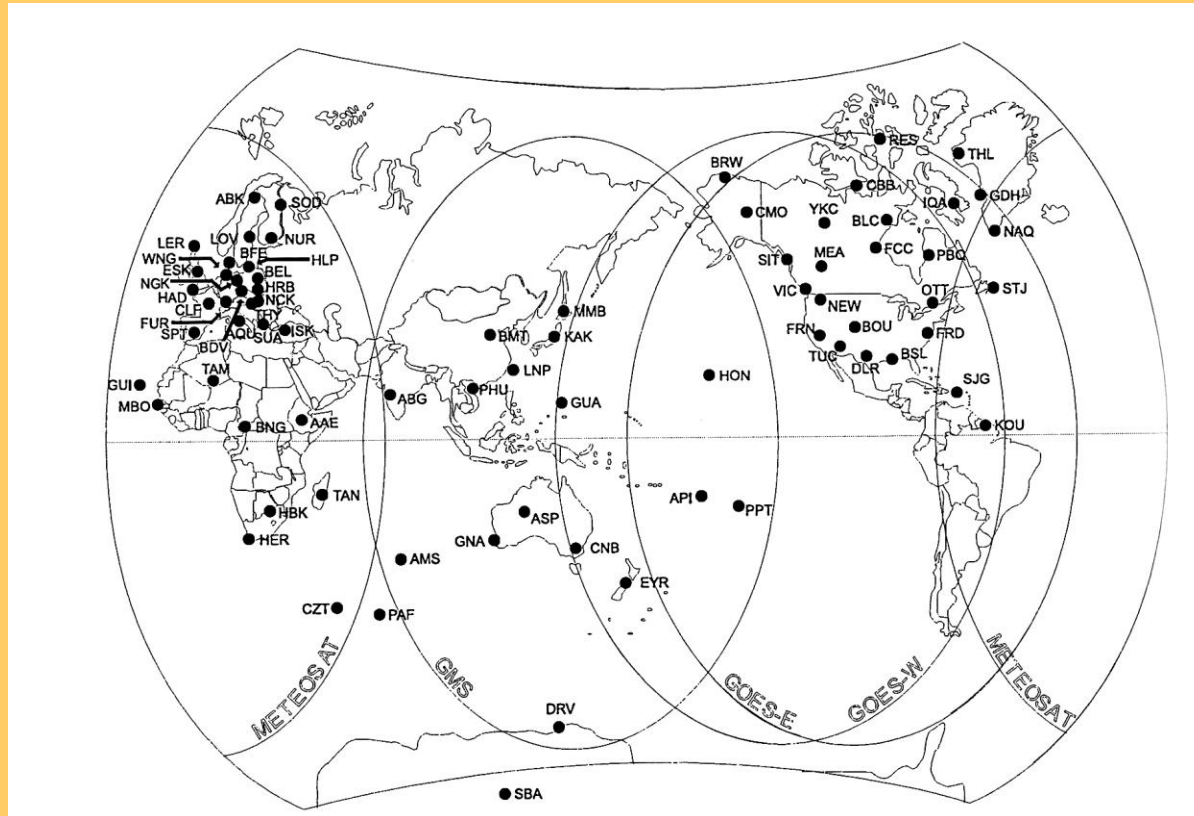 RES
THL
BRW
ABK
SOD
CBB
IQA
GDH
CMO
YKC
BLC
NAQ
LER
LOV
NUR
WNG
BFE
HLP
ESK
BEL
SIT
MEA
FCC
PBQ
NGK
HRB
HAD
NCK
VIC
OTT
STJ
CLF
THY
NEW
MMB
FUR
SPT
AQU
SUA
ISK
BDV
BMT
KAK
FRN
BOU
FRD
TUC
DLR
BSL
TAM
LNP
GUI
PHU
HON
SJG
MBO
ABG
GUA
BNG
AAE
KOU
TAN
API
PPT
HBK
ASP
HER
GNA
CNB
AMS
EYR
CZT
PAF
METEOSAT
GMS
GOES-E
GOES-W
METEOSAT
DRV
SBA